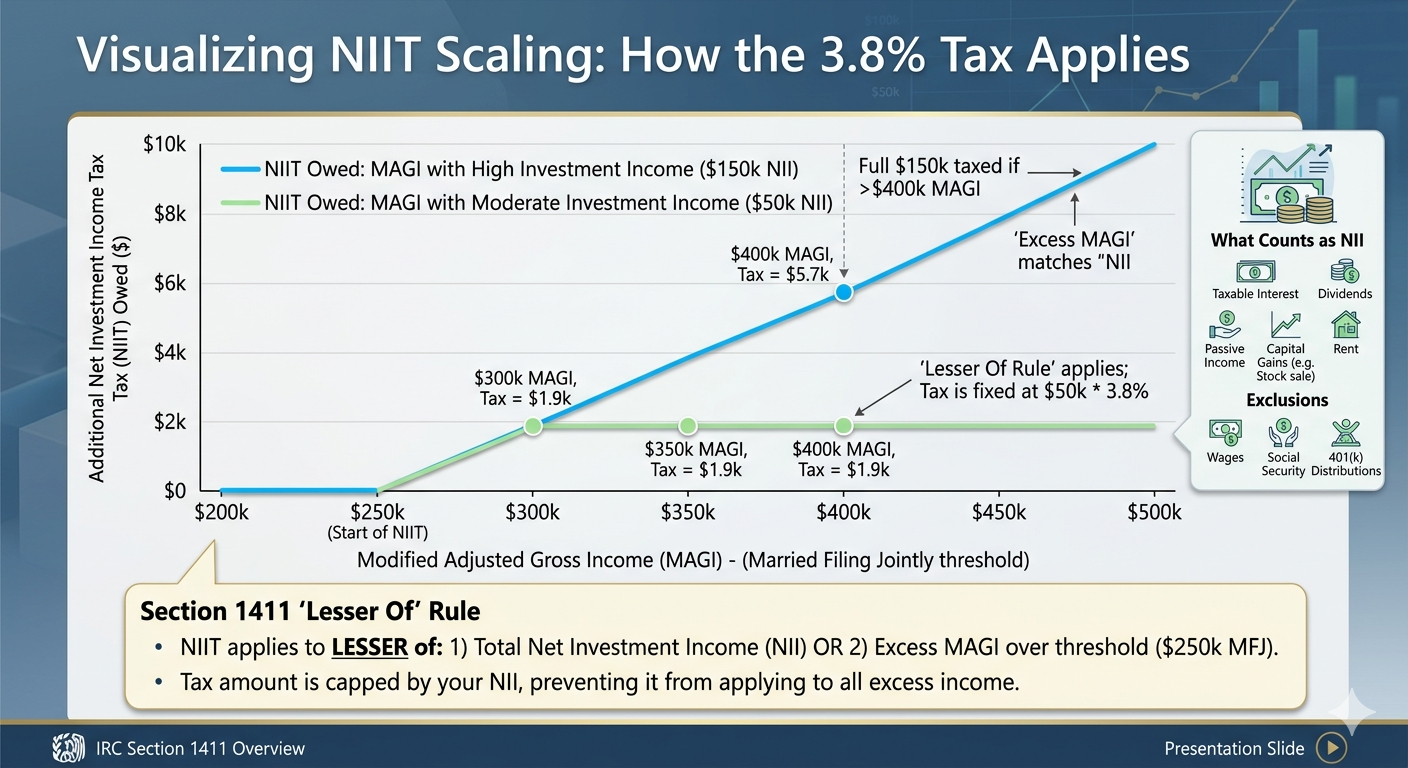 Visualizing NIIT Scaling: How the 3.8% Tax Applies
$100k
$50k
Additional Net Investment Income Tax
Tax (NIIT) Owed ($)
$10k
$8k
$6k
$4k
$2k
$0
NIIT Owed: MAGI with High Investment Income ($150k NII)
NIIT Owed: MAGI with Moderate Investment Income ($50k NII)
Full $150k taxed if
>$400k MAGI
‘Excess MAGI’
matches "NII
$400k MAGI,
Tax = $5.7k
$300k MAGI,
Tax = $1.9k
‘Lesser Of Rule’ applies;
Tax is fixed at $50k * 3.8%
$350k MAGI,
Tax = $1.9k
$400k MAGI,
Tax = $1.9k
$200k
$250k
(Start of NIIT)
$300k
$350k
$400k
$450k
$500k
Modified Adjusted Gross Income (MAGI) - (Married Filing Jointly threshold)
What Counts as NII
Taxable Interest
Dividends
Passive
Income
Capital
Gains (e.g.
Stock sale)
Rent
Exclusions
Wages
Social
Security
401(k)
Distributions
Section 1411 ‘Lesser Of’ Rule
• NIIT applies to LESSER of: 1) Total Net Investment Income (NII) OR 2) Excess MAGI over threshold ($250k MFJ).
• Tax amount is capped by your NII, preventing it from applying to all excess income.
IRC Section 1411 Overview
Presentation Slide